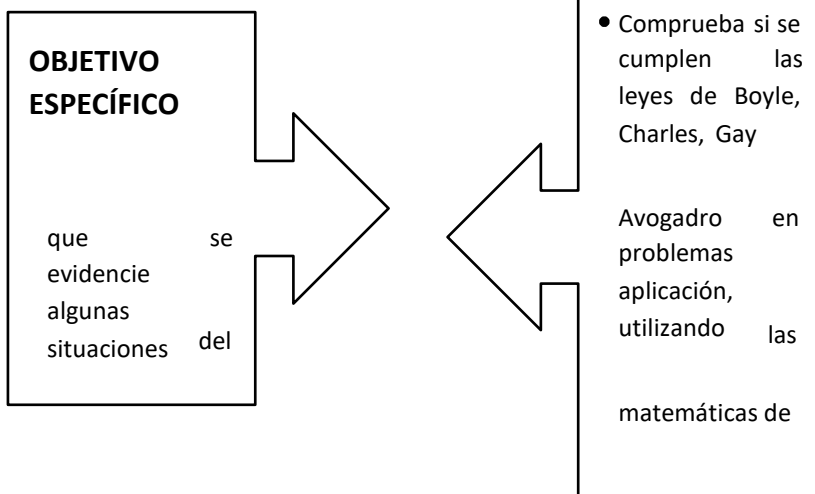 OBJETIVO
ESPECÍFICO
que se
evidencie
algunas
situaciones del
• Comprueba si se
cumplen las
leyes de Boyle,
Charles, Gay
Avogadro en
problemas
aplicación,
utilizando las
matemáticas de